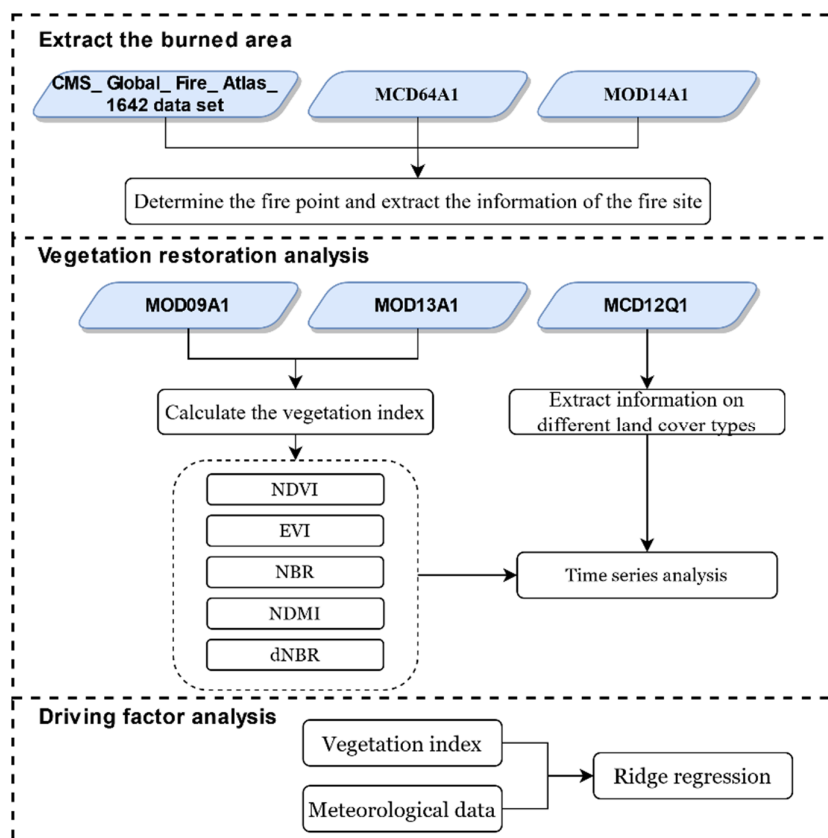 Extract the burned area
CMS_ Global_ Fire_ Atlas_
1642 data set
MCD64A1
MOD14A1
Determine the fire point and extract the information of the fire site
Vegetation restoration analysis
MOD09A1
MOD13A1
MCD12Q1
Calculate the vegetation index
Extract information on
different land cover types
NDVI
EVI
NBR
NDMI
dNBR
Time series analysis
Driving factor analysis
Vegetation index
Meteorological data
Ridge regression